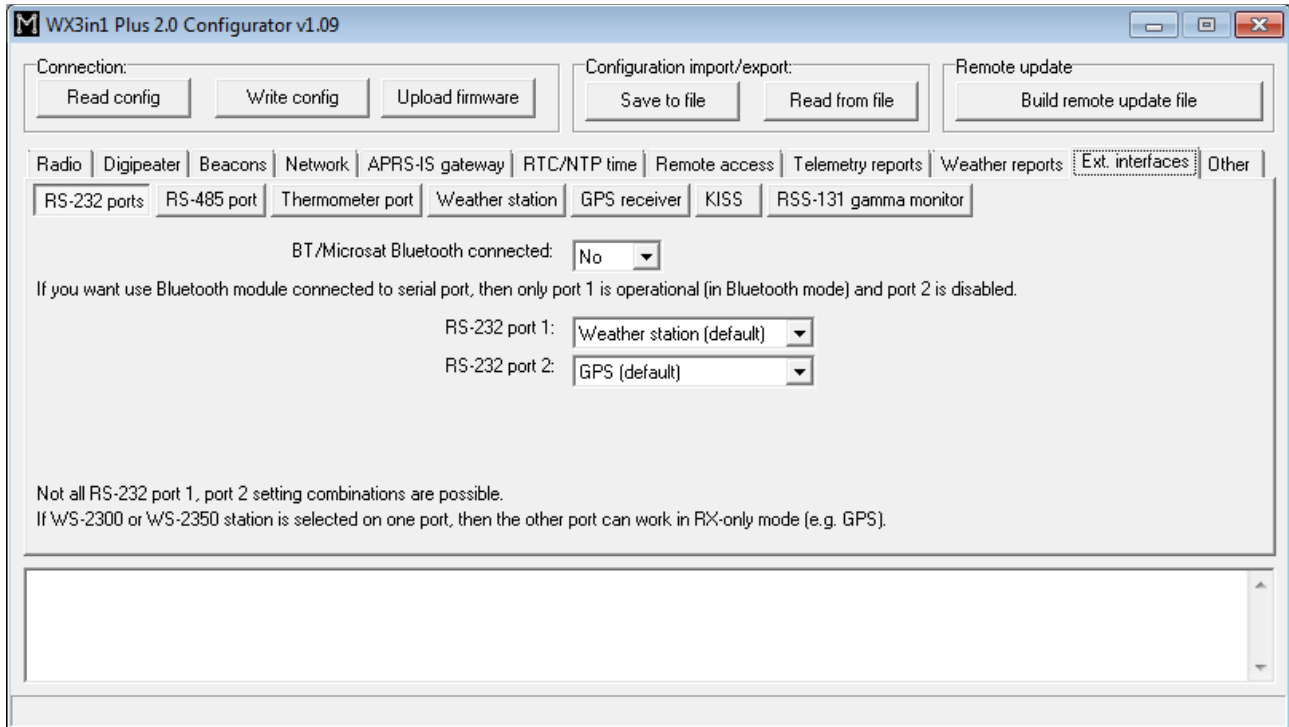 WX3in1 Plus 2.0 Configurator v1.09
Connection: Configuration import/export: Remote update
Read config Write config Upload firmware Save to file Read from file Build remote update file
Radio Digipeater Beacons Network APRS-IS gateway RTC/NTP time Remote access Telemetry reports Weather reports Ext. interfaces Other
RS-232 ports RS-485 port Thermometer port Weather station GPS receiver KISS RSS-131 gamma monitor
BT/Microsat Bluetooth connected: No
If you want use Bluetooth module connected to serial port, then only port 1 is operational (in Bluetooth mode) and port 2 is disabled.
RS-232 port 1: Weather station (default)
RS-232 port 2: GPS (default)
Not all RS-232 port 1, port 2 setting combinations are possible.
If WS-2300 or WS-2350 station is selected on one port, then the other port can work in RX-only mode (e.g. GPS).